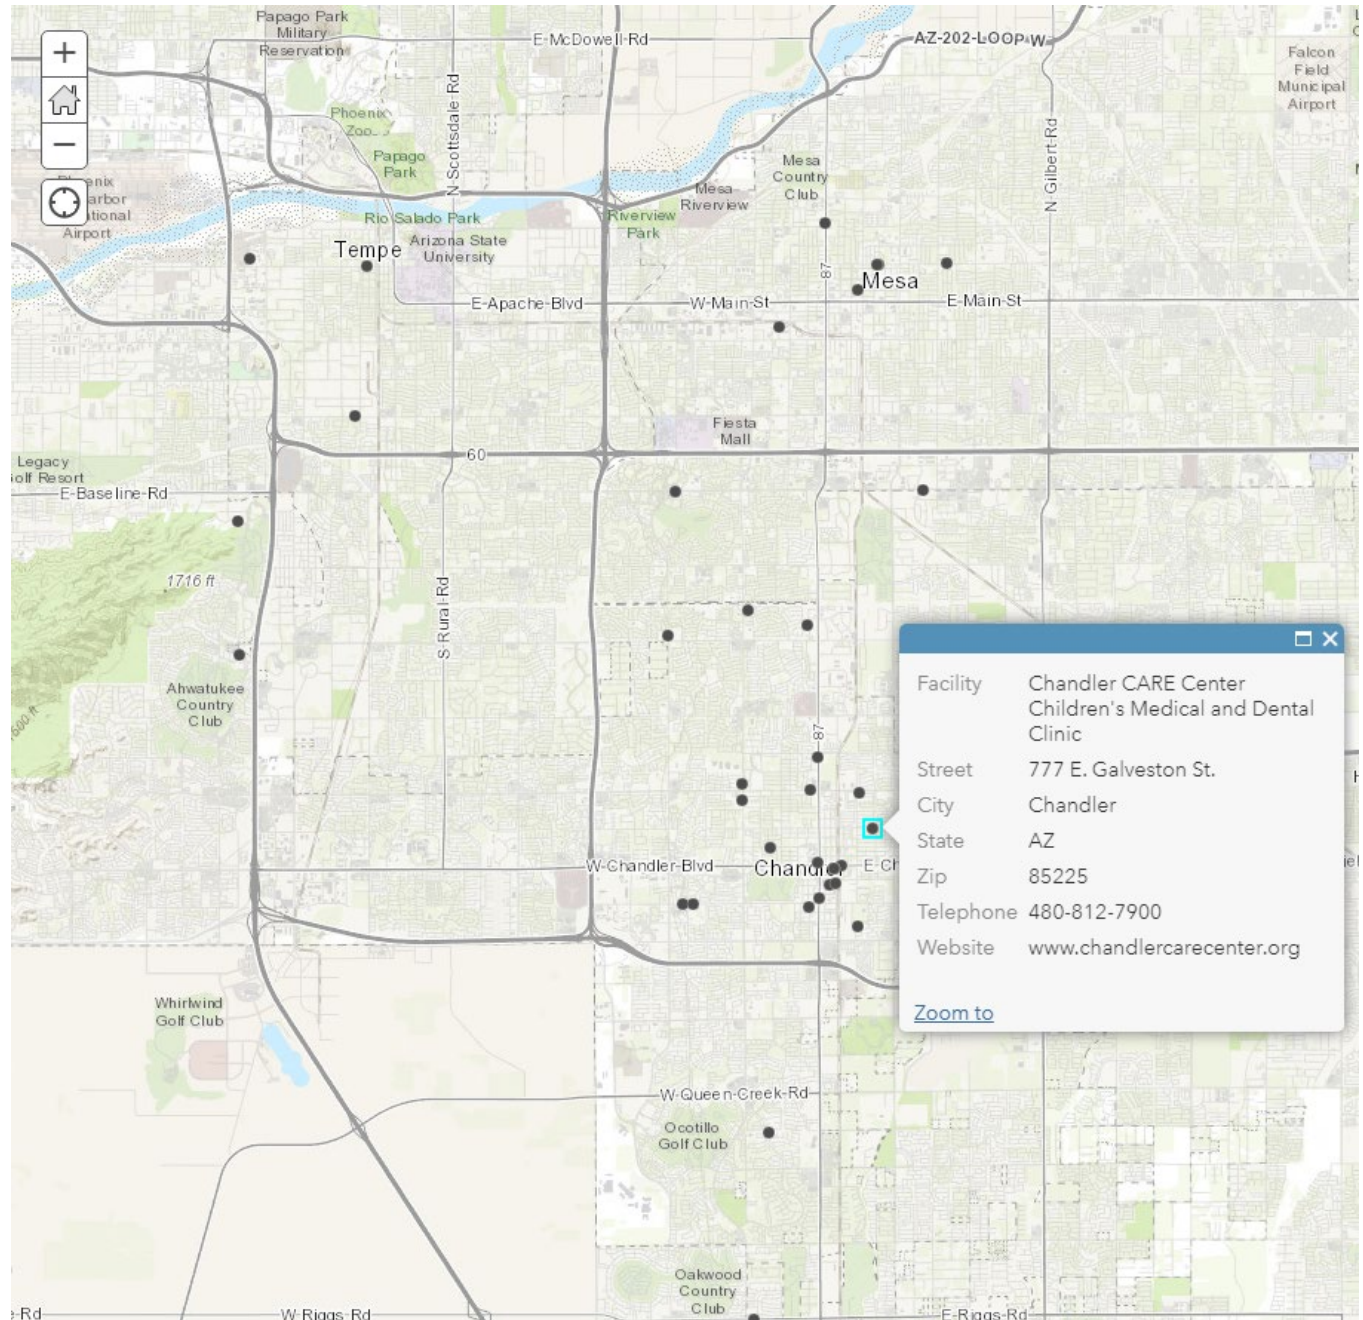 Papago Park
Military
Reservation
E-McDowell-Rd
AZ-202-LOOP-W
Falcon
Field
Municipal
Airport
N-Scottsdale-Rd
Phoenix
Zoo
Papago
Park
N-Gilbert-Rd
Mesa
Country
Club
Mesa
Riverview
Airport
Rio Salado Park
Riverview
Park
Tempe
Arizona State
University
87
Mesa
E-Apache-Blvd
W-Main-St
E-Main-St
Fiesta
Mall
60
Legacy
E-Baseline-Rd
1716 ft
S-Rural-Rd
Ahwatukee
Country
Club
87
W-Chandler-Blvd
Chandler
E-Ch
Facility Chandler CARE Center
Children's Medical and Dental
Clinic
Street 777 E. Galveston St.
City Chandler
State AZ
Zip 85225
Telephone 480-812-7900
Website www.chandlercarecenter.org
Zoom to
Whirlwind
Golf Club
W-Queen-Creek-Rd
Ocotillo
Golf Club
Oakwood
Country
Club
W-Riggs-Rd
E-Riggs-Rd